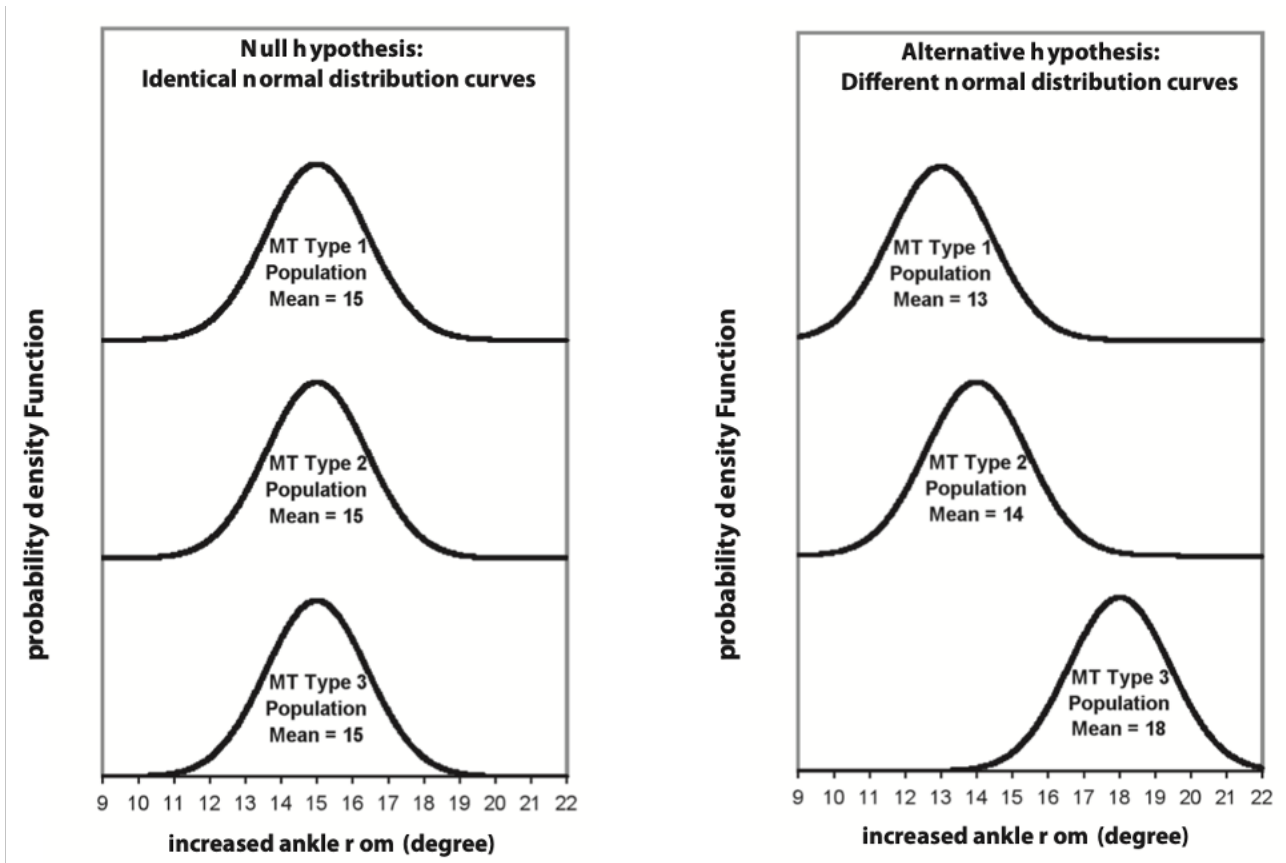 Null hypothesis:
Identical normal distribution curves
MT Type 1
Population
Mean = 15
MT Type 2
Population
Mean = 15
MT Type 3
Population
Mean = 15
probability density Function
9 10 11 12 13 14 15 16 17 18 19 20 21 22
increased ankle r om (degree)
Alternative hypothesis:
Different normal distribution curves
MT Type 1
Population
Mean = 13
MT Type 2
Population
Mean = 14
MT Type 3
Population
Mean = 18
probability density Function
9 10 11 12 13 14 15 16 17 18 19 20 21 22
increased ankle r om (degree)